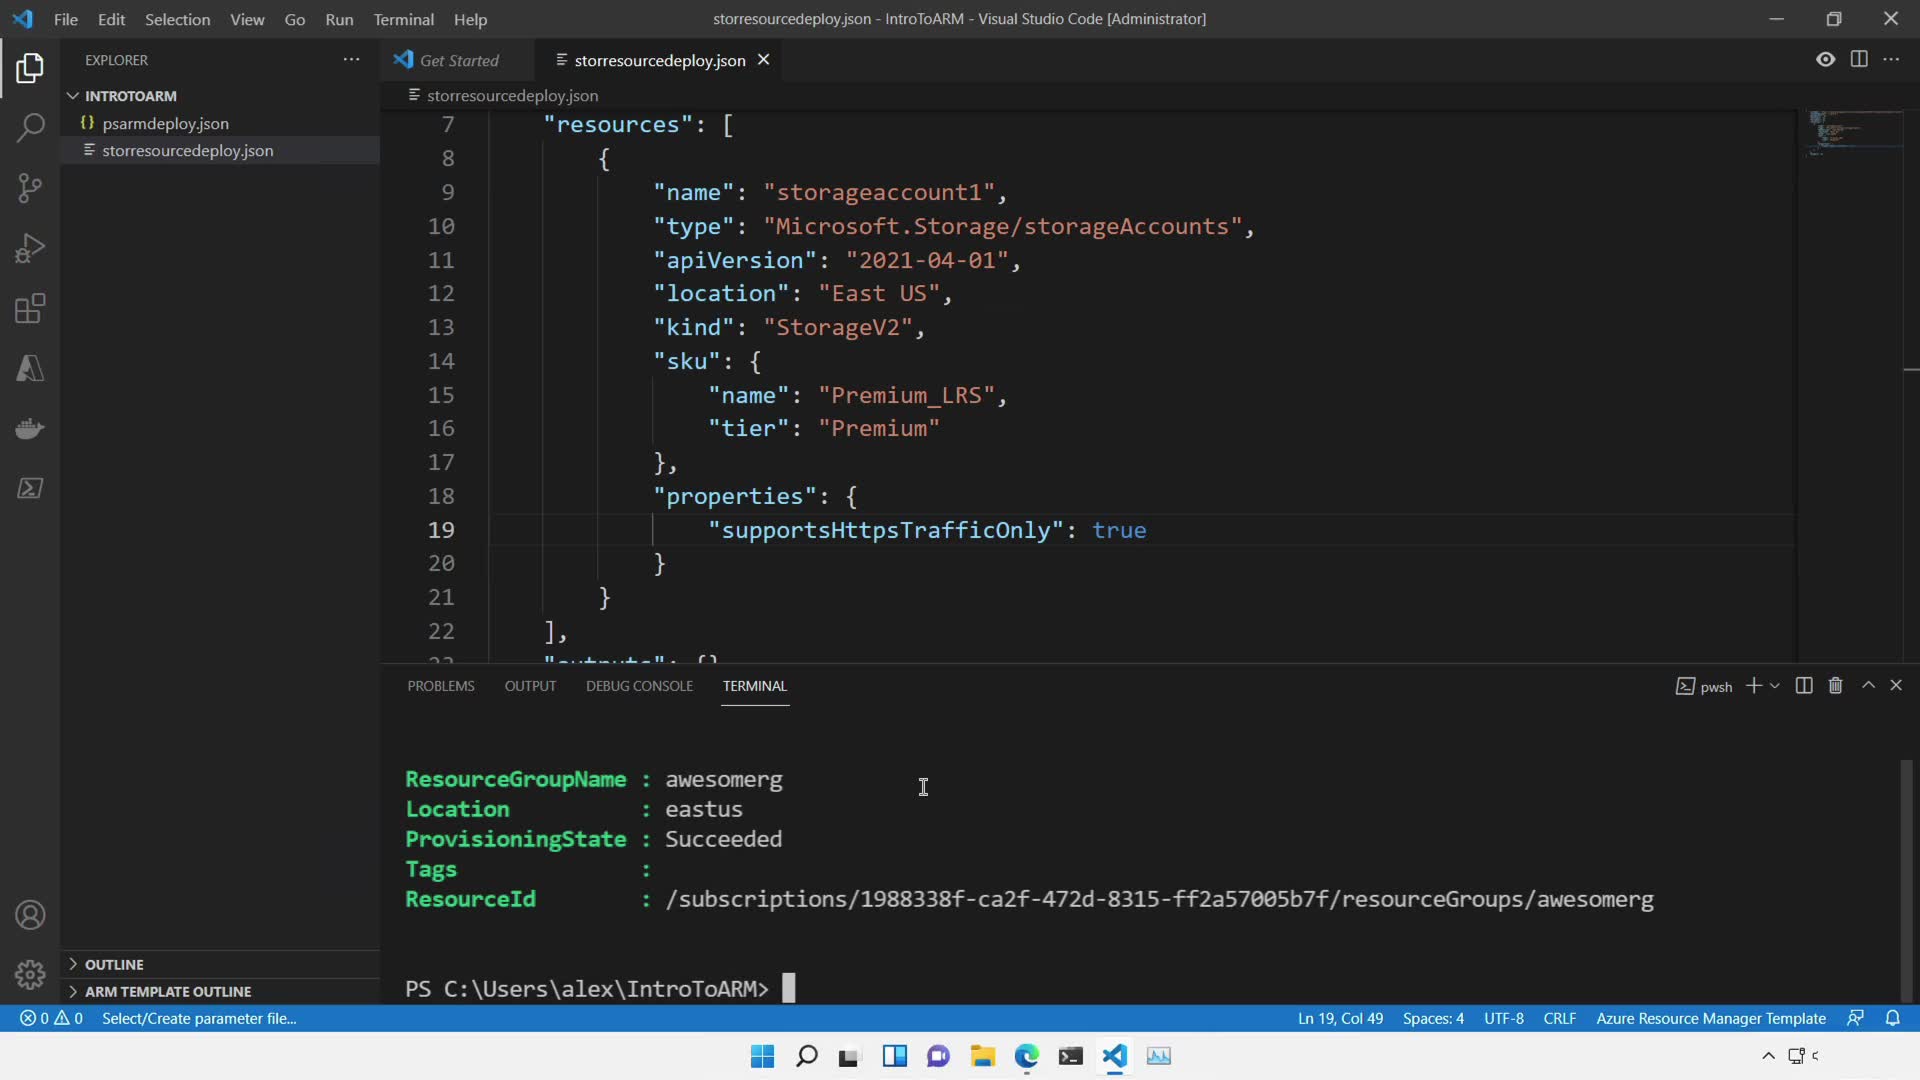 File Edit Selection View Go Run Terminal Help
storresourcedeploy.json - IntroToARM - Visual Studio Code [Administrator]
EXPLORER
Get Started
storresourcedeploy.json
INTROTOARM
psarmdeploy.json
storresourcedeploy.json
storresourcedeploy.json
7 "resources": [
8 {
9 "name": "storageaccount1",
10 "type": "Microsoft.Storage/storageAccounts",
11 "apiVersion": "2021-04-01",
12 "location": "East US",
13 "kind": "StorageV2",
14 "sku": {
15 "name": "Premium_LRS",
16 "tier": "Premium"
17 },
18 "properties": {
19 "supportsHttpsTrafficOnly": true
20 }
21 }
22 ],
23 "outputs": {}
PROBLEMS OUTPUT DEBUG CONSOLE TERMINAL
pwsh
ResourceGroupName : awesomerg
Location : eastus
ProvisioningState : Succeeded
Tags :
ResourceId : /subscriptions/1988338f-ca2f-472d-8315-ff2a57005b7f/resourceGroups/awesomerg
PS C:\Users\alex\IntroToARM>
OUTLINE
ARM TEMPLATE OUTLINE
0 0 Select/Create parameter file...
Ln 19, Col 49 Spaces: 4 UTF-8 CRLF Azure Resource Manager Template